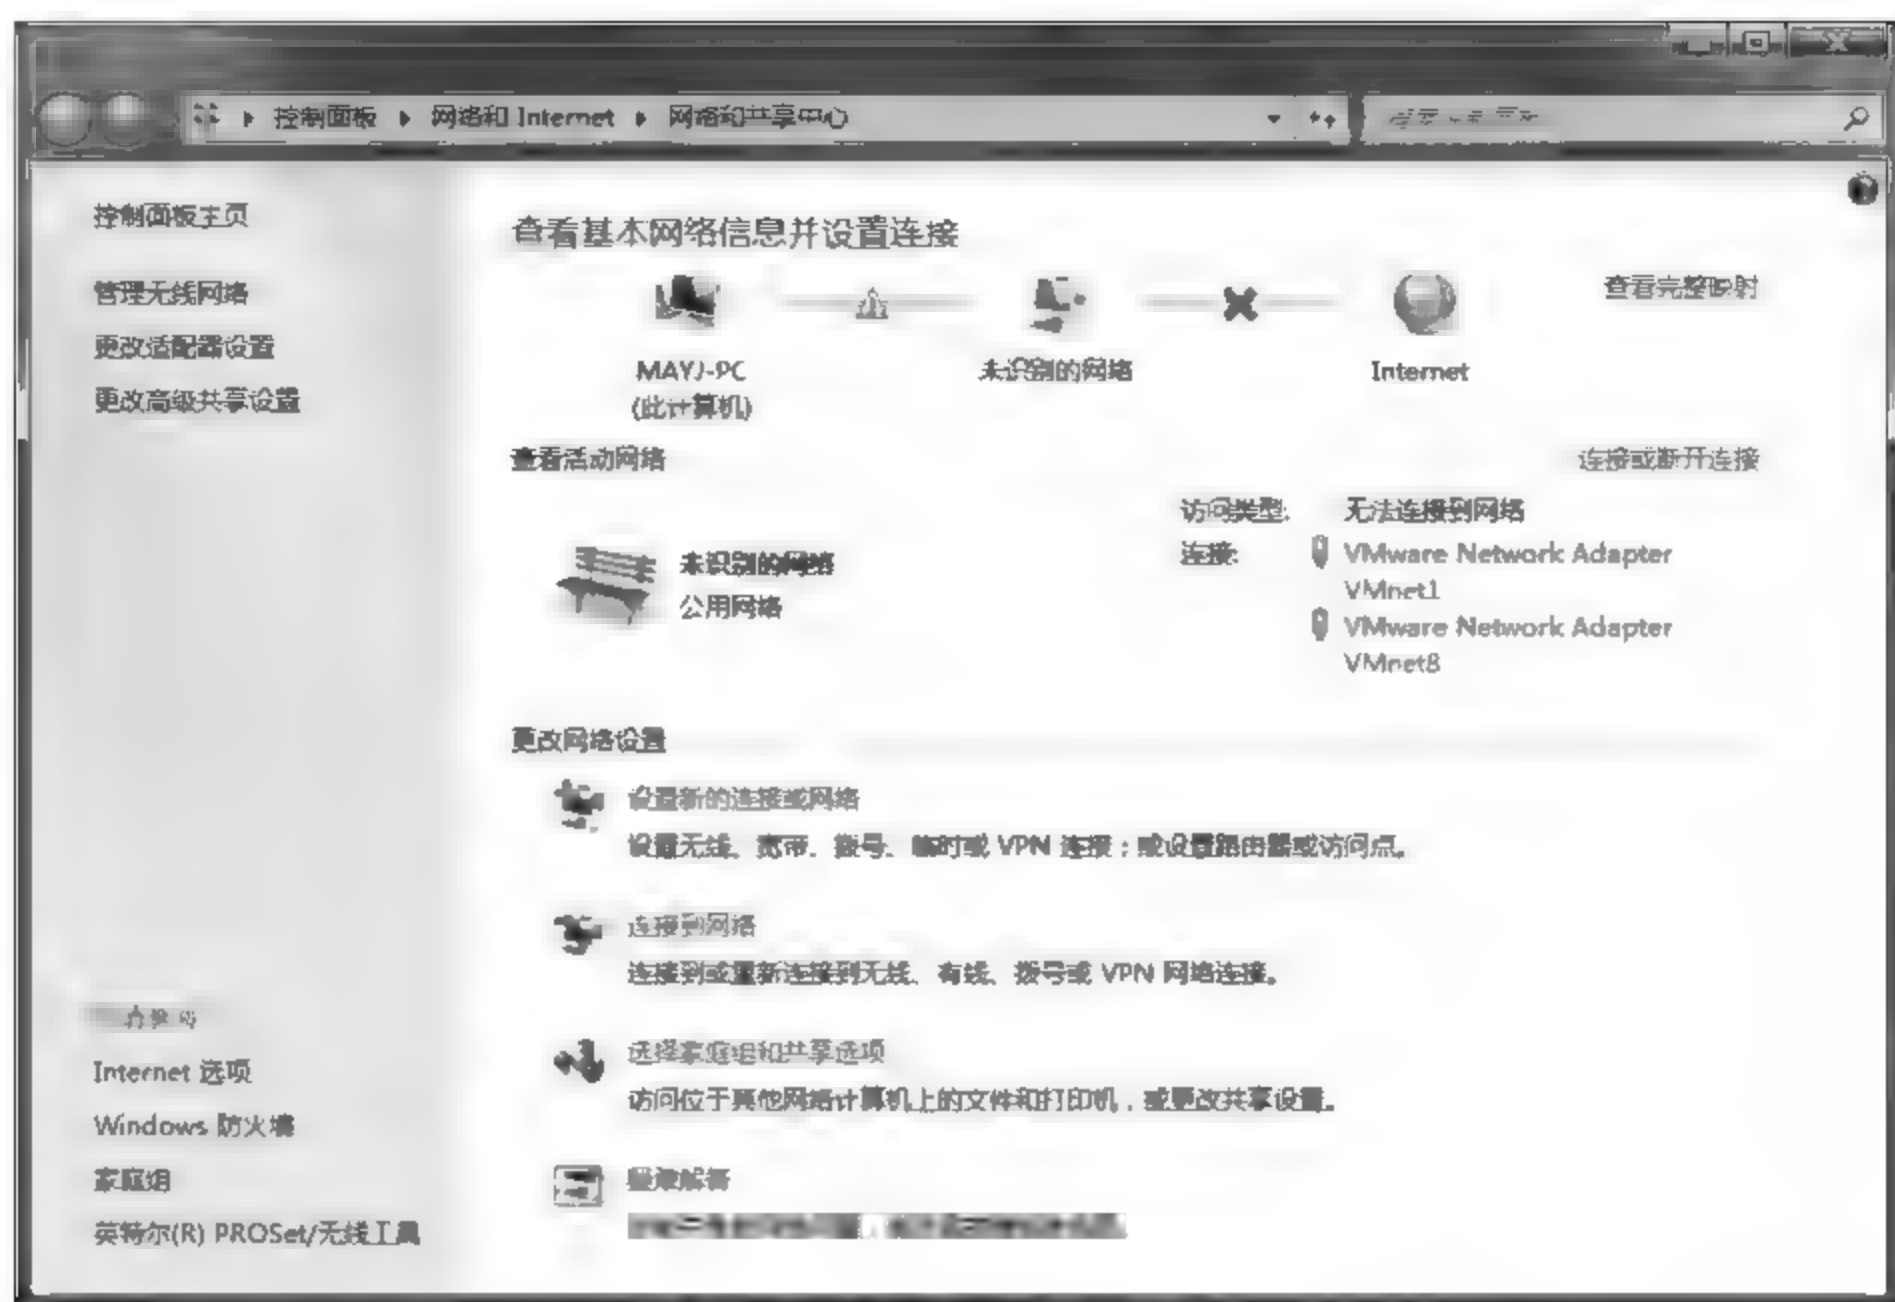 控制面板 网络和 Internet 网络和共享中心
控制面板主页
管理无线网络
更改适配器设置
更改高级共享设置
查看基本网络信息并设置连接
查看完整映射
MAYJ-PC
(此计算机)
未识别的网络
Internet
查看活动网络
连接或断开连接
未识别的网络
公用网络
访问类型:
无法连接到网络
连接:
VMware Network Adapter
VMnet1
VMware Network Adapter
VMnet8
更改网络设置
设置新的连接或网络
设置无线、宽带、拨号、临时或 VPN 连接；或设置路由器或访问点。
连接到网络
连接到或重新连接到无线、有线、拨号或 VPN 网络连接。
选择家庭组和共享选项
访问位于其他网络计算机上的文件和打印机，或更改共享设置。
疑难解答
Internet 选项
Windows 防火墙
家庭组
英特尔(R) PROSet/无线工具